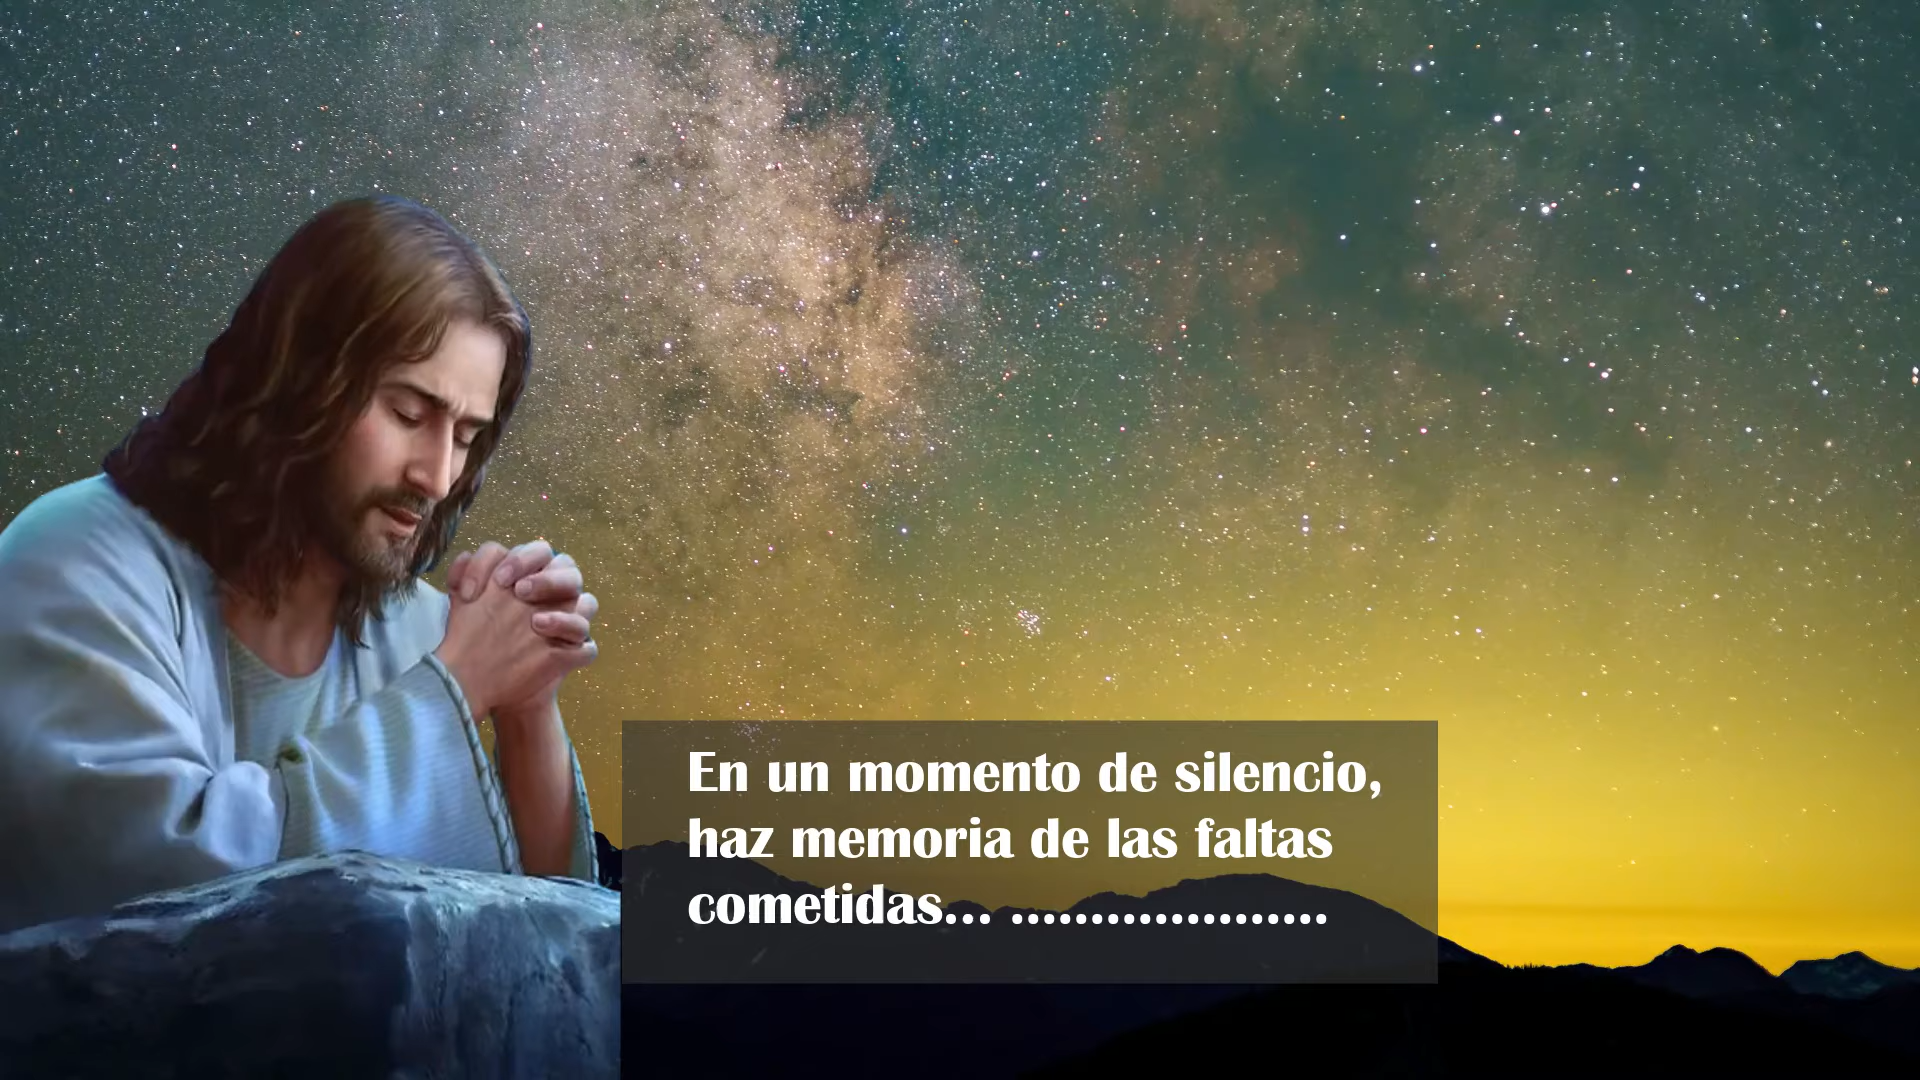 En un momento de silencio,
haz memoria de las faltas
cometidas... ....................